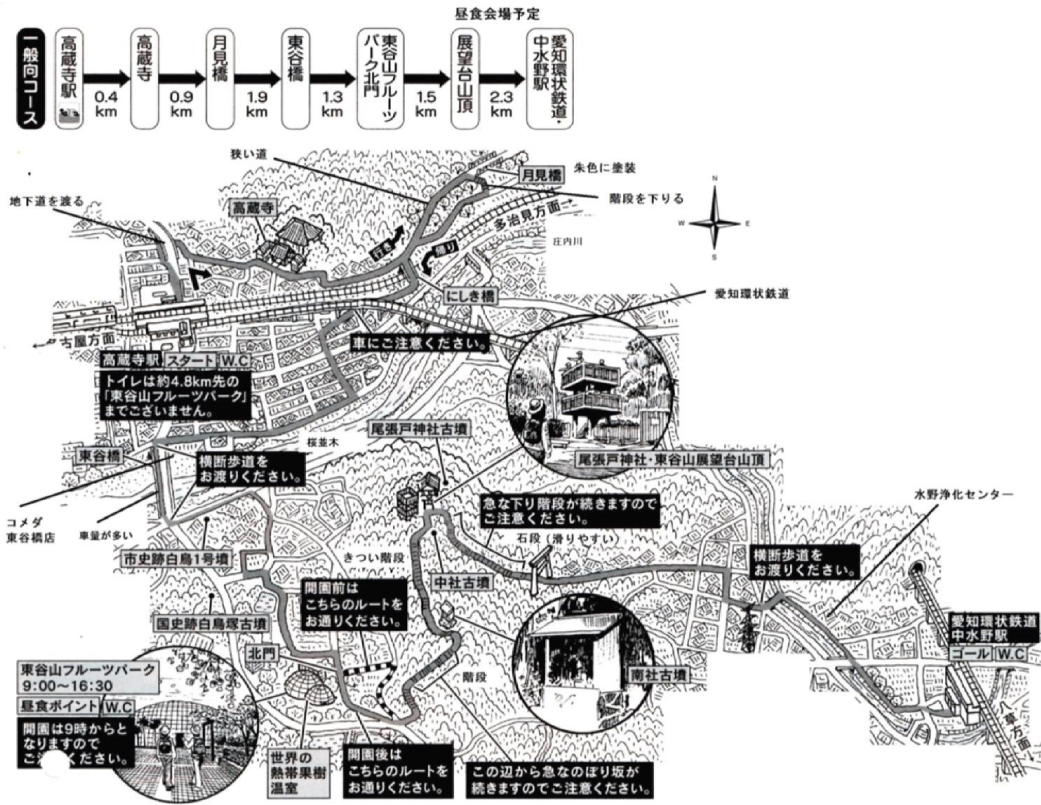 昼食会場予定
一般向コース
高蔵寺駅
0.4
km
高蔵寺
0.9
km
月見橋
1.9
km
東谷橋
1.3
km
東谷山フルーツ
パーク北門
1.5
km
展望台山頂
2.3
km
愛知環状鉄道・
中水野駅
狭い道
月見橋
朱色に塗装
階段を下りる
地下道を渡る
高蔵寺
N
W
E
S
行き
帰り
多治見方面
庄内川
にしき橋
愛知環状鉄道
古屋方面
車にご注意ください。
高蔵寺駅 スタート W.C
トイレは約4.8km先の
「東谷山フルーツパーク」
までございません。
桜並木
尾張戸神社古墳
尾張戸神社・東谷山展望台山頂
東谷橋
横断歩道を
お渡りください。
急な下り階段が続きますので
ご注意ください。
水野浄化センター
コメダ
東谷橋店
車量が多い
石段（滑りやすい）
市史跡白鳥1号墳
きつい階段
中社古墳
横断歩道を
お渡りください。
開園前は
こちらのルートを
お通りください。
国史跡白鳥塚古墳
愛知環状鉄道
中水野駅
ゴール W.C
北門
東谷山フルーツパーク
9:00〜16:30
昼食ポイント W.C
開園は9時からと
なりますので
ご ください。
階段
南社古墳
八草方面
世界の
熱帯果樹
温室
開園後は
こちらのルートを
お通りください。
この辺から急なのぼり坂が
続きますのでご注意ください。